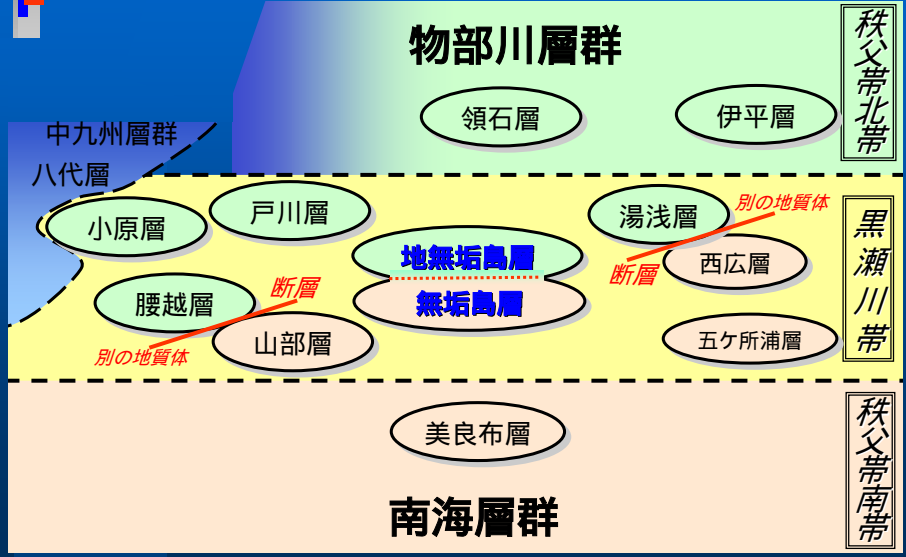 物部川層群
秩父帯北帯
領石層
伊平層
中九州層群
八代層
小原層
戸川層
地無垢島層
無垢島層
湯浅層
別の地質体
断層
西広層
黒瀬川帯
腰越層
断層
別の地質体
山部層
五ケ所浦層
美良布層
秩父帯南帯
南海層群